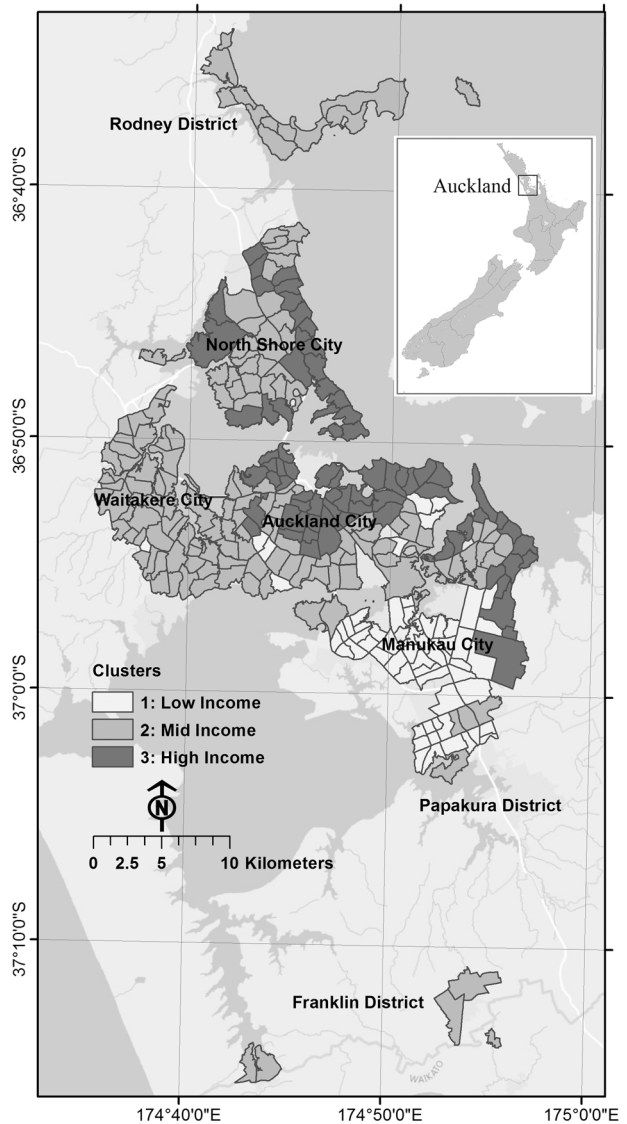 Rodney District
36°40'0"S
Auckland
North Shore City
36°50'0"S
Waitakere City
Auckland City
Manukau City
Clusters
1: Low Income
2: Mid Income
3: High Income
37°0'0"S
N
Papakura District
0 2.5 5 10 Kilometers
37°10'0"S
Franklin District
WAIKATO
174°40'0"E 174°50'0"E 175°0'0"E